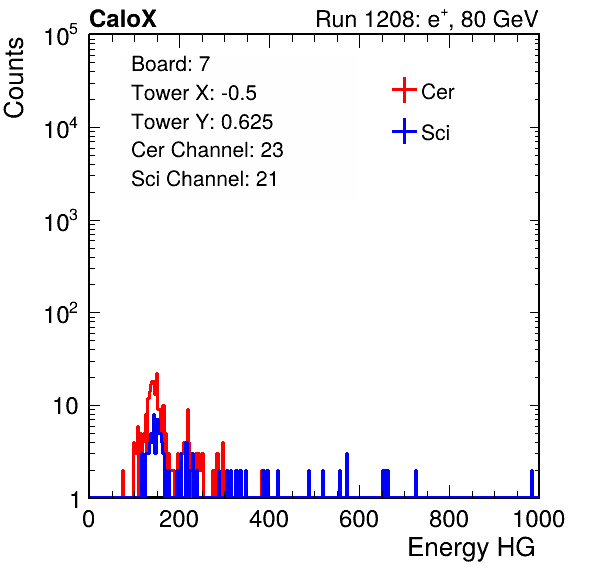 CaloX Run 1208: e⁺, 80 GeV
Counts
10⁵
10⁴
10³
10²
10
1
Board: 7
Tower X: -0.5
Tower Y: 0.625
Cer Channel: 23
Sci Channel: 21
Cer
Sci
0 200 400 600 800 1000
Energy HG